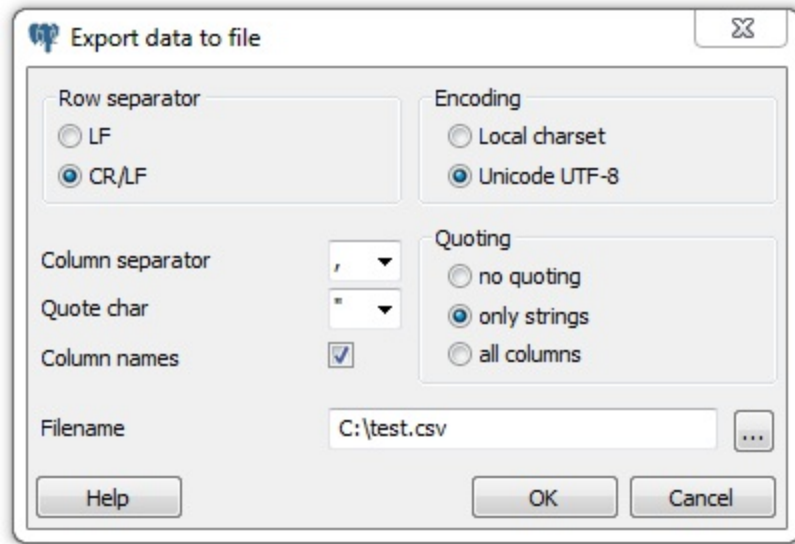 Export data to file
Row separator
LF
CR/LF
Encoding
Local charset
Unicode UTF-8
Column separator ,
Quote char "
Column names
Quoting
no quoting
only strings
all columns
Filename C:\test.csv ...
Help OK Cancel